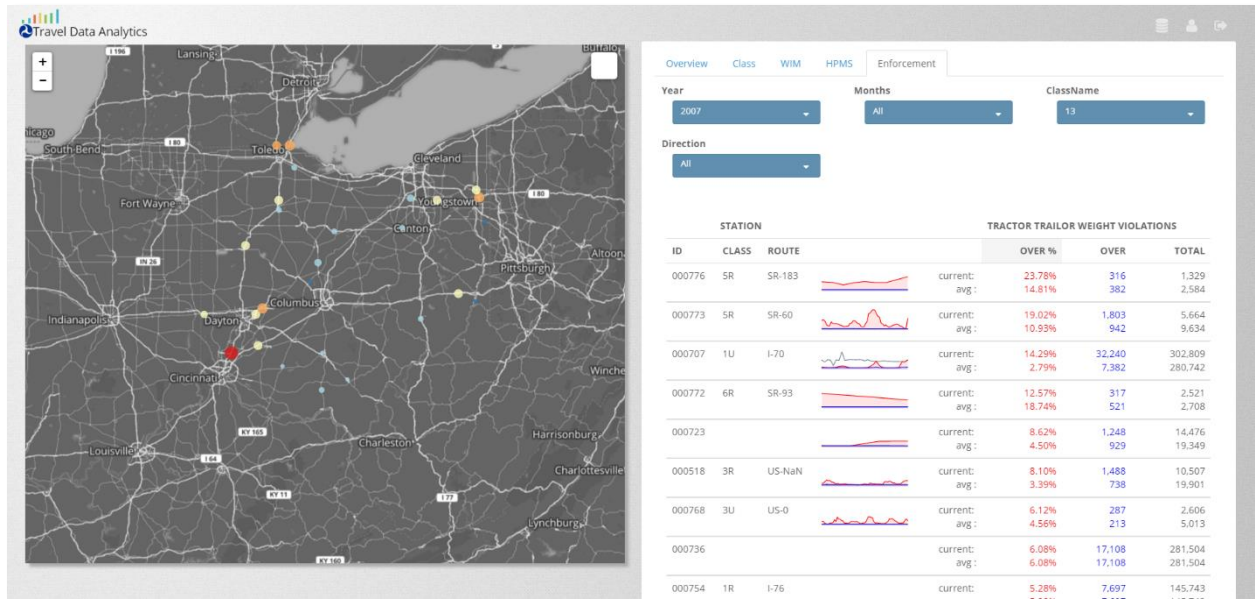 Travel Data Analytics
+
−
I 196
Lansing
Buffalo
Detroit
South Bend
I 80
Toledo
Cleveland
Fort Wayne
Youngstown
I 80
Canton
IN 26
Pittsburgh
Altoona
Columbus
Indianapolis
Dayton
Cincinnati
KY 165
Charleston
Harrisonburg
Louisville
I 64
Charlottesville
KY 11
I 77
Lynchburg
KY 160
Overview Class WIM HPMS Enforcement
Year Months ClassName
2007 All 13
Direction
All
STATION TRACTOR TRAILOR WEIGHT VIOLATIONS
ID CLASS ROUTE OVER % OVER TOTAL
000776 5R SR-183 current: 23.78% 316 1,329
avg : 14.81% 382 2,584
000773 5R SR-60 current: 19.02% 1,803 5,664
avg : 10.93% 942 9,634
000707 1U I-70 current: 14.29% 32,240 302,809
avg : 2.79% 7,382 280,742
000772 6R SR-93 current: 12.57% 317 2,521
avg : 18.74% 521 2,708
000723 current: 8.62% 1,248 14,476
avg : 4.50% 929 19,349
000518 3R US-NaN current: 8.10% 1,488 10,507
avg : 3.39% 738 19,901
000768 3U US-0 current: 6.12% 287 2,606
avg : 4.56% 213 5,013
000736 current: 6.08% 17,108 281,504
avg : 6.08% 17,108 281,504
000754 1R I-76 current: 5.28% 7,697 145,743